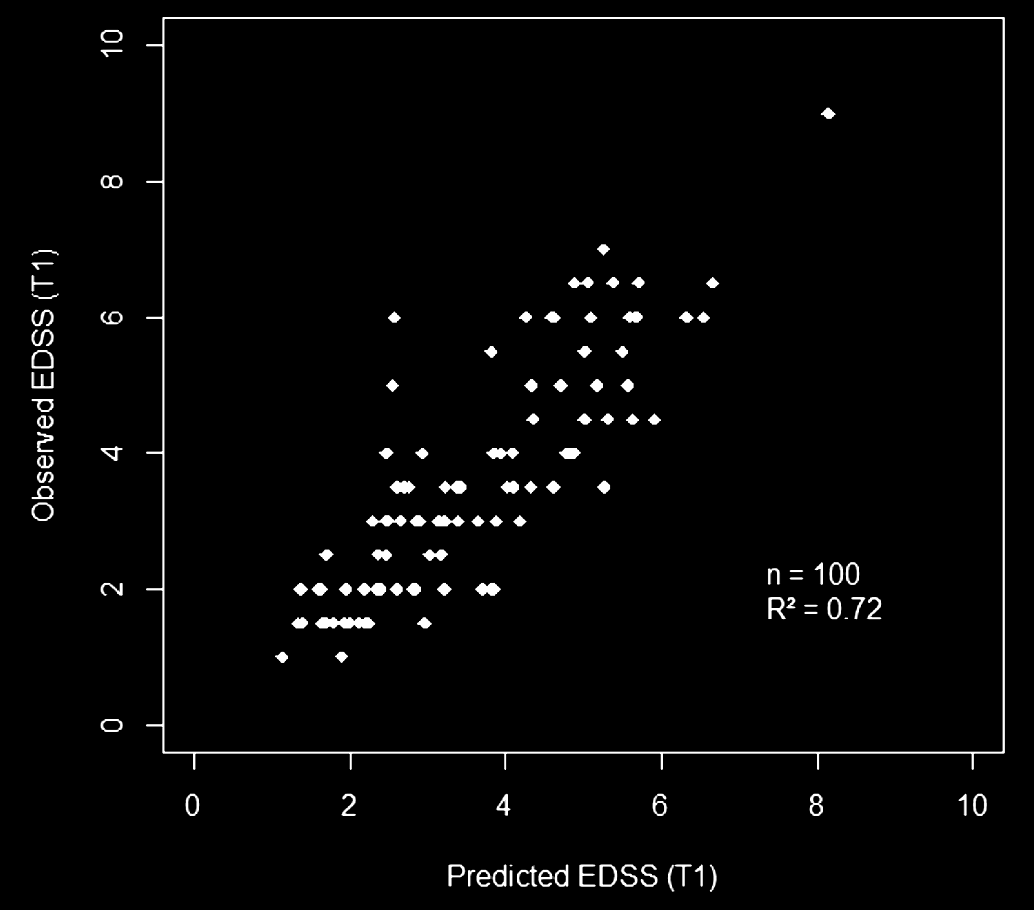 10
8
6
4
2
0
Observed EDSS (T1)
n = 100
R² = 0.72
0 2 4 6 8 10
Predicted EDSS (T1)